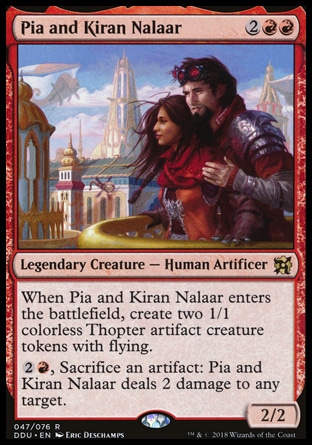 Pia and Kiran Nalaar 2
Legendary Creature — Human Artificer
When Pia and Kiran Nalaar enters
the battlefield, create two 1/1
colorless Thopter artifact creature
tokens with flying.
2 , Sacrifice an artifact: Pia and
Kiran Nalaar deals 2 damage to any
target.
2/2
047/076 R
DDU • EN Eric Deschamps
™ & © 2018 Wizards of the Coast